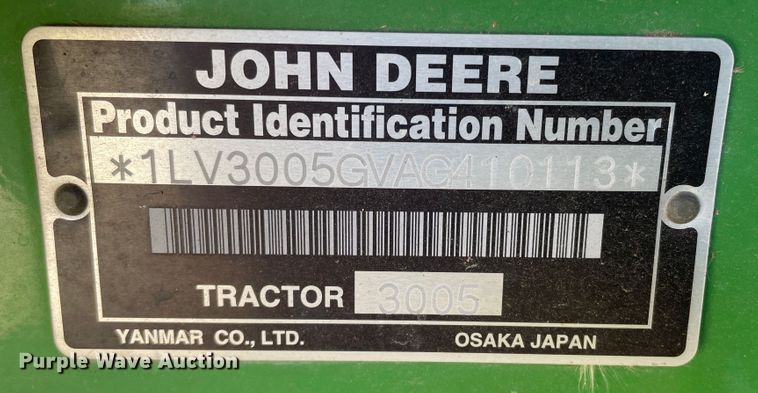 JOHN DEERE
Product Identification Number
*1LV3005GVAG410113*
TRACTOR 3005
YANMAR CO., LTD. OSAKA JAPAN
Purple Wave Auction